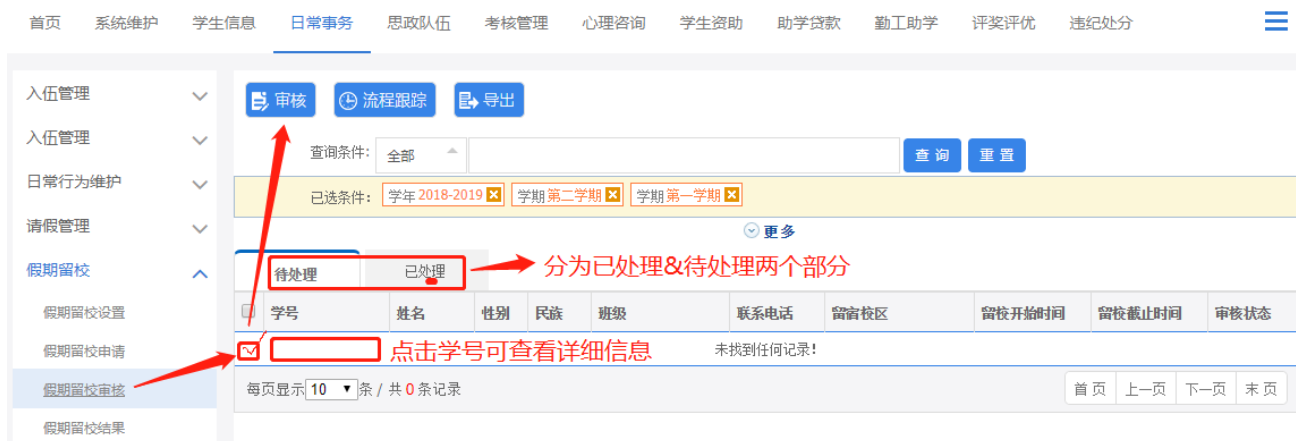 首页 系统维护 学生信息 日常事务 思政队伍 考核管理 心理咨询 学生资助 助学贷款 勤工助学 评奖评优 违纪处分
入伍管理
入伍管理
日常行为维护
请假管理
假期留校
假期留校设置
假期留校申请
假期留校审核
假期留校结果
审核 流程跟踪 导出
查询条件: 全部 查 询 重 置
已选条件: 学年 2018-2019 学期 第二学期 学期 第一学期
更多
待处理 已处理 分为已处理&待处理两个部分
学号 姓名 性别 民族 班级 联系电话 留宿校区 留校开始时间 留校截止时间 审核状态
点击学号可查看详细信息 未找到任何记录!
每页显示 10 条 / 共 0 条记录 首 页 上一页 下一页 末 页